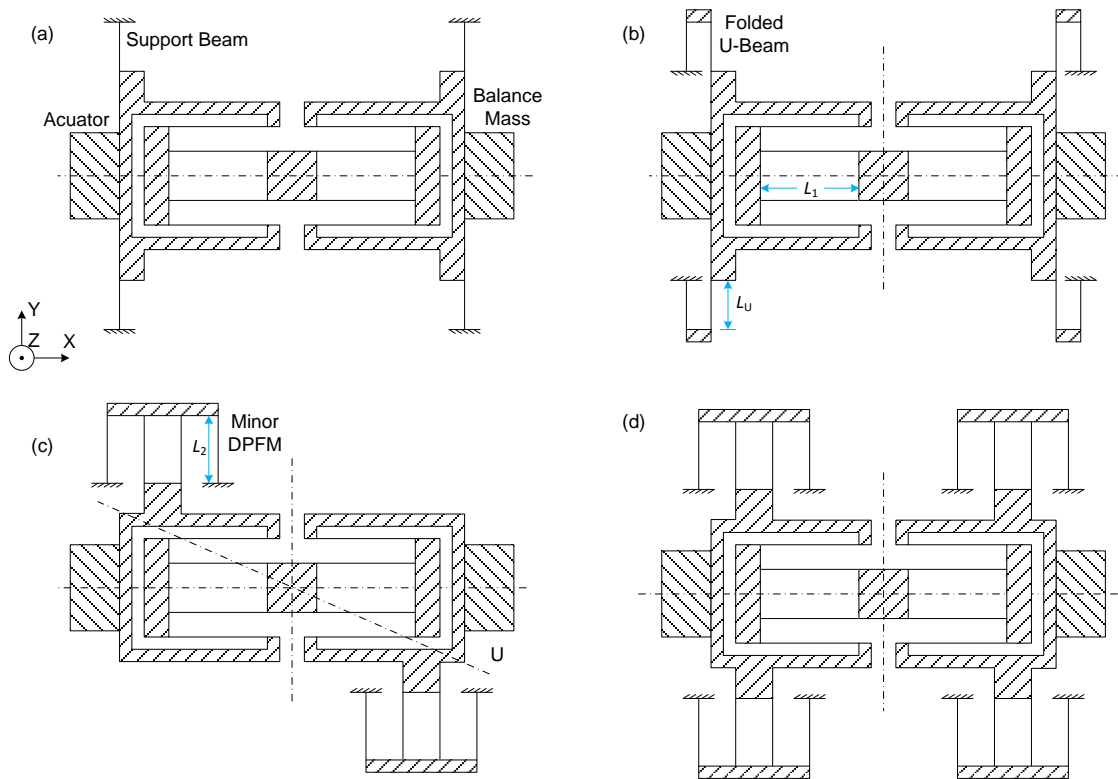 (a)
Support Beam
Acuator
Balance
Mass
Y
Z
X
(b)
Folded
U-Beam
L1
LU
(c)
Minor
DPFM
L2
U
(d)